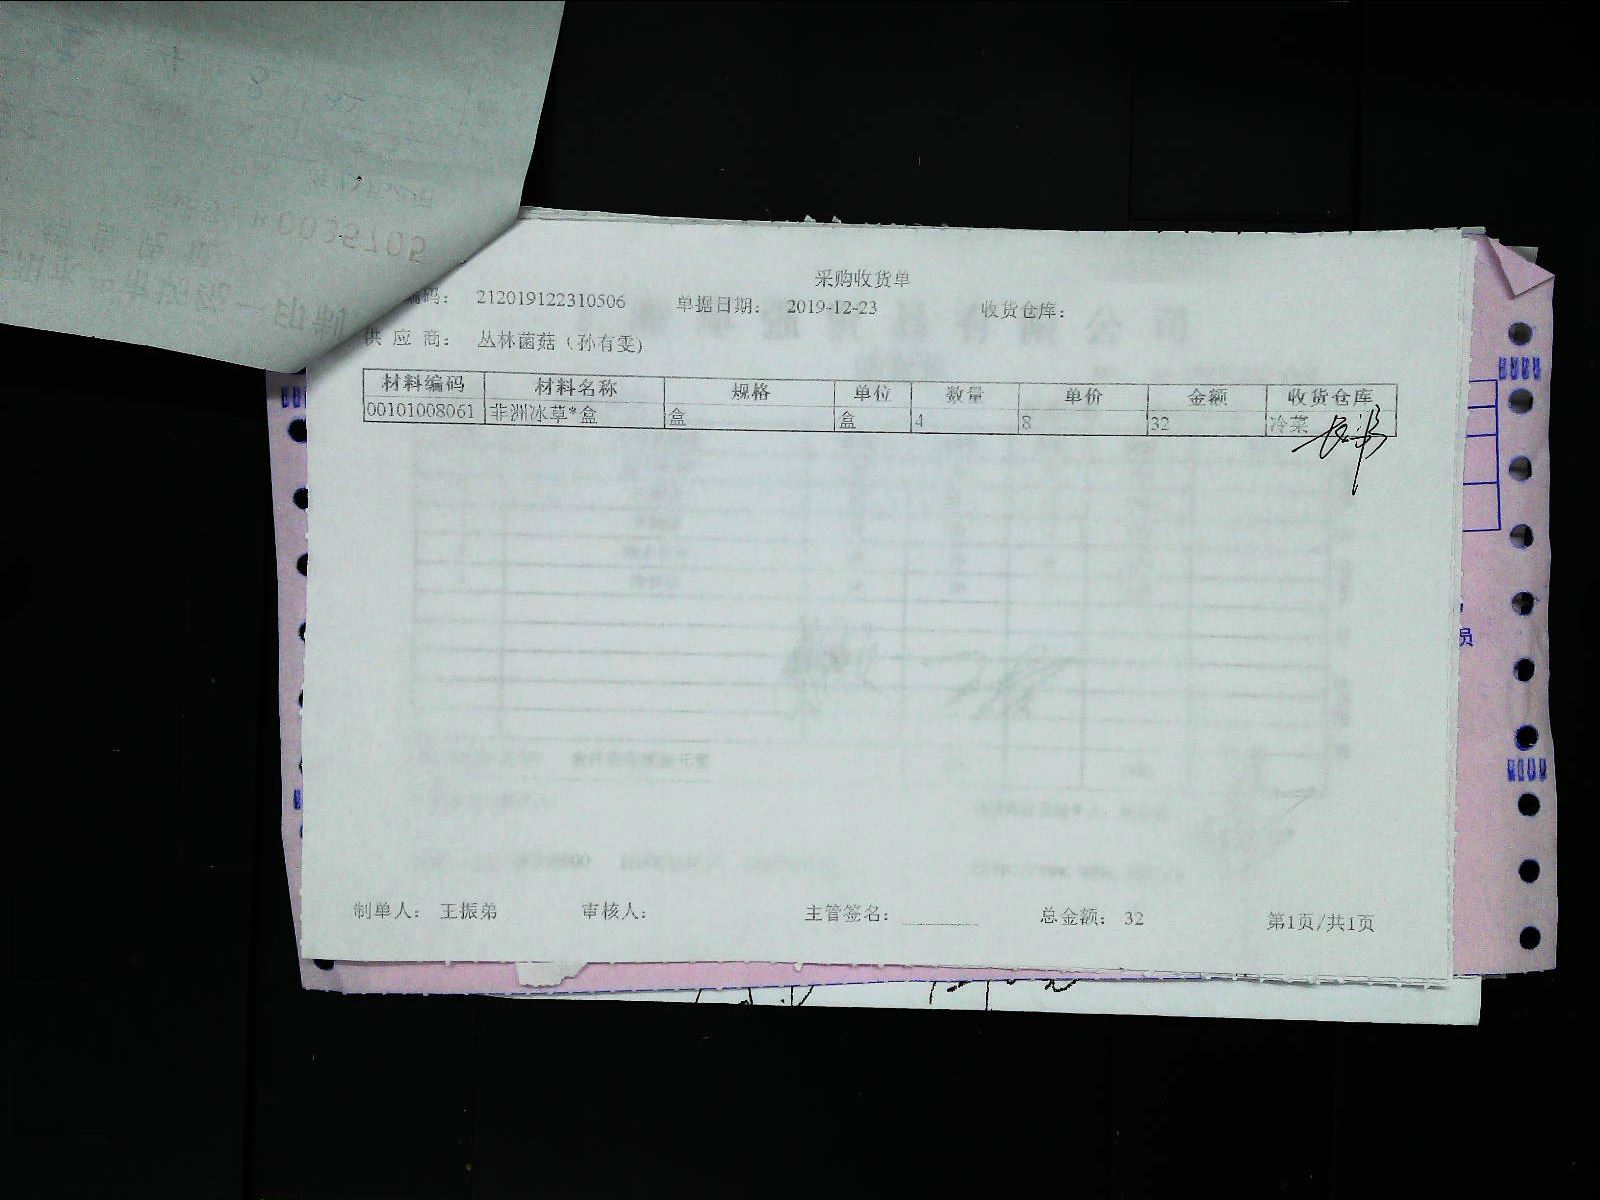 采购收货单
编码： 212019122310506 单据日期： 2019-12-23 收货仓库：
供 应 商： 丛林菌菇（孙有雯）
材料编码 材料名称 规格 单位 数量 单价 金额 收货仓库
00101008061 非洲冰草*盒 盒 盒 4 8 32 冷菜
制单人： 王振弟 审核人： 主管签名： 总金额： 32 第1页/共1页
员